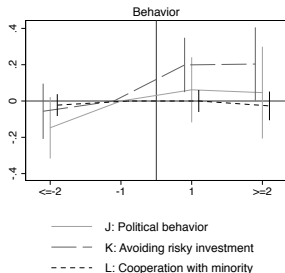 Behavior
.4
.2
0
-.2
-.4
<=-2
-1
1
>=2
J: Political behavior
K: Avoiding risky investment
L: Cooperation with minority